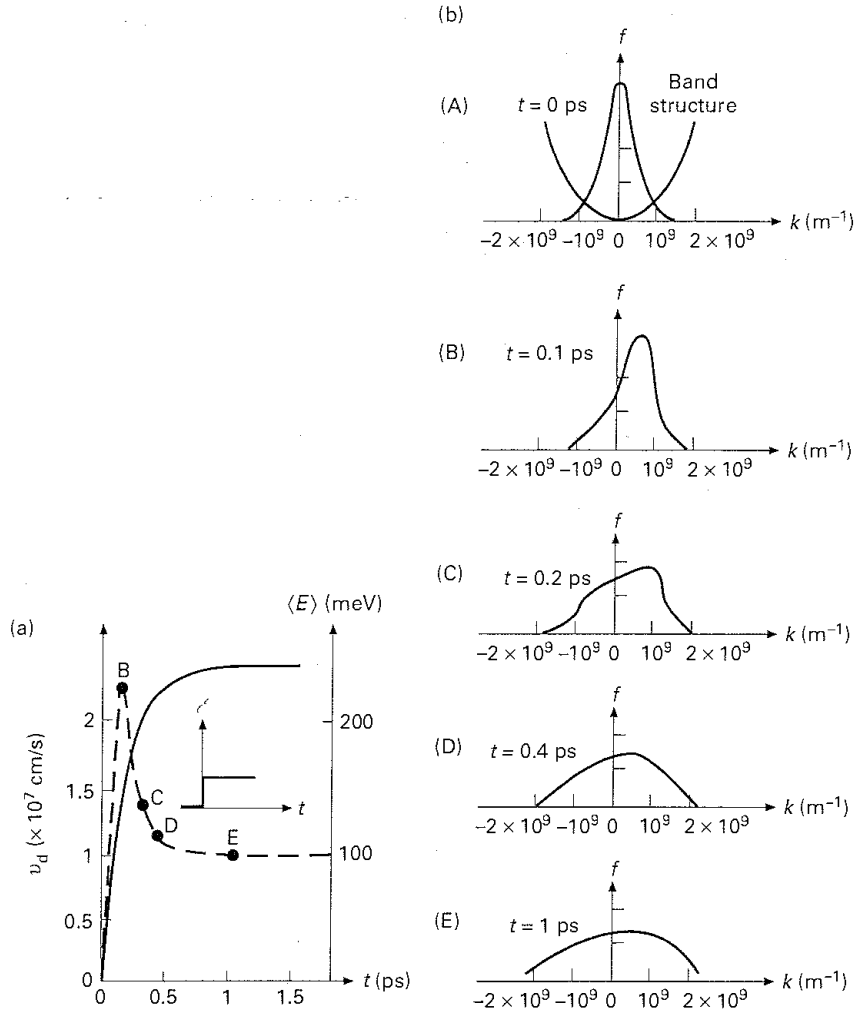 (b)
f
(A)
t = 0 ps
Band
structure
k (m⁻¹)
–2 × 10⁹ –10⁹ 0 10⁹ 2 × 10⁹
f
(B)
t = 0.1 ps
k (m⁻¹)
–2 × 10⁹ –10⁹ 0 10⁹ 2 × 10⁹
f
(C)
t = 0.2 ps
k (m⁻¹)
–2 × 10⁹ –10⁹ 0 10⁹ 2 × 10⁹
f
(D)
t = 0.4 ps
k (m⁻¹)
–2 × 10⁹ –10⁹ 0 10⁹ 2 × 10⁹
f
(E)
t = 1 ps
k (m⁻¹)
–2 × 10⁹ –10⁹ 0 10⁹ 2 × 10⁹
(a)
⟨E⟩ (meV)
B
2
200
t
1.5
C
D
E
1
100
0.5
0
υd (× 10⁷ cm/s)
0 0.5 1 1.5
t (ps)